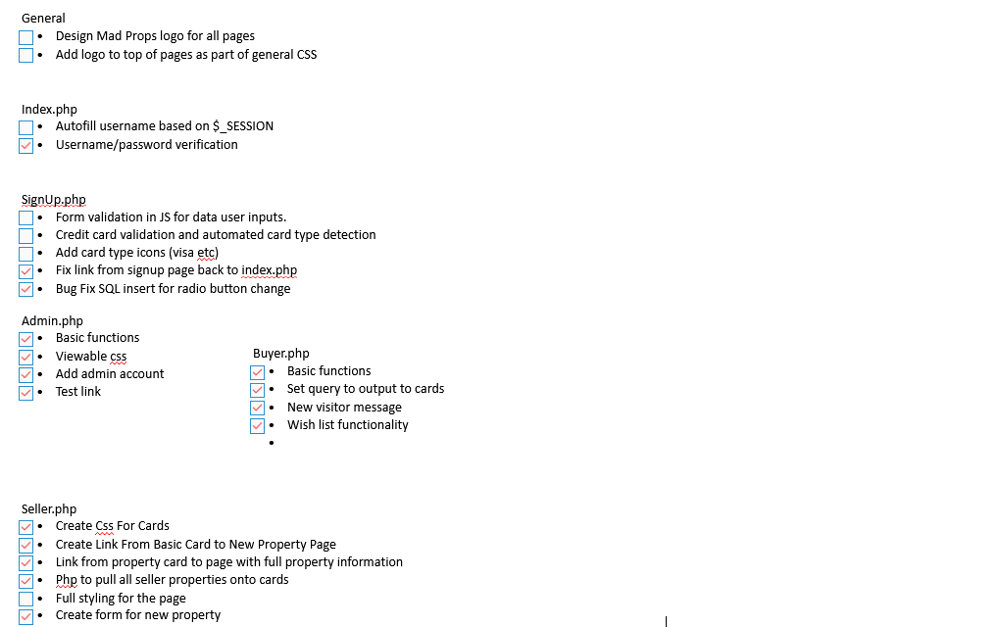 General
• Design Mad Props logo for all pages
• Add logo to top of pages as part of general CSS
Index.php
• Autofill username based on $_SESSION
• Username/password verification
SignUp.php
• Form validation in JS for data user inputs.
• Credit card validation and automated card type detection
• Add card type icons (visa etc)
• Fix link from signup page back to index.php
• Bug Fix SQL insert for radio button change
Admin.php
• Basic functions
• Viewable css
• Add admin account
• Test link
Buyer.php
• Basic functions
• Set query to output to cards
• New visitor message
• Wish list functionality
•
Seller.php
• Create Css For Cards
• Create Link From Basic Card to New Property Page
• Link from property card to page with full property information
• Php to pull all seller properties onto cards
• Full styling for the page
• Create form for new property